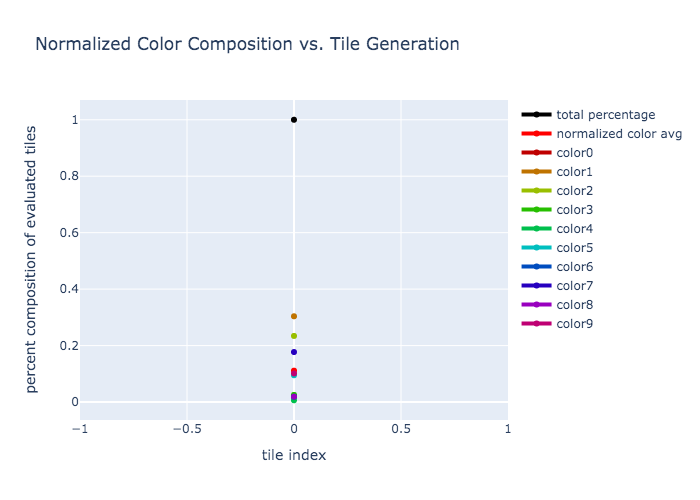 Normalized Color Composition vs. Tile Generation
percent composition of evaluated tiles
1
0.8
0.6
0.4
0.2
0
−1
−0.5
0
0.5
1
tile index
total percentage
normalized color avg
color0
color1
color2
color3
color4
color5
color6
color7
color8
color9